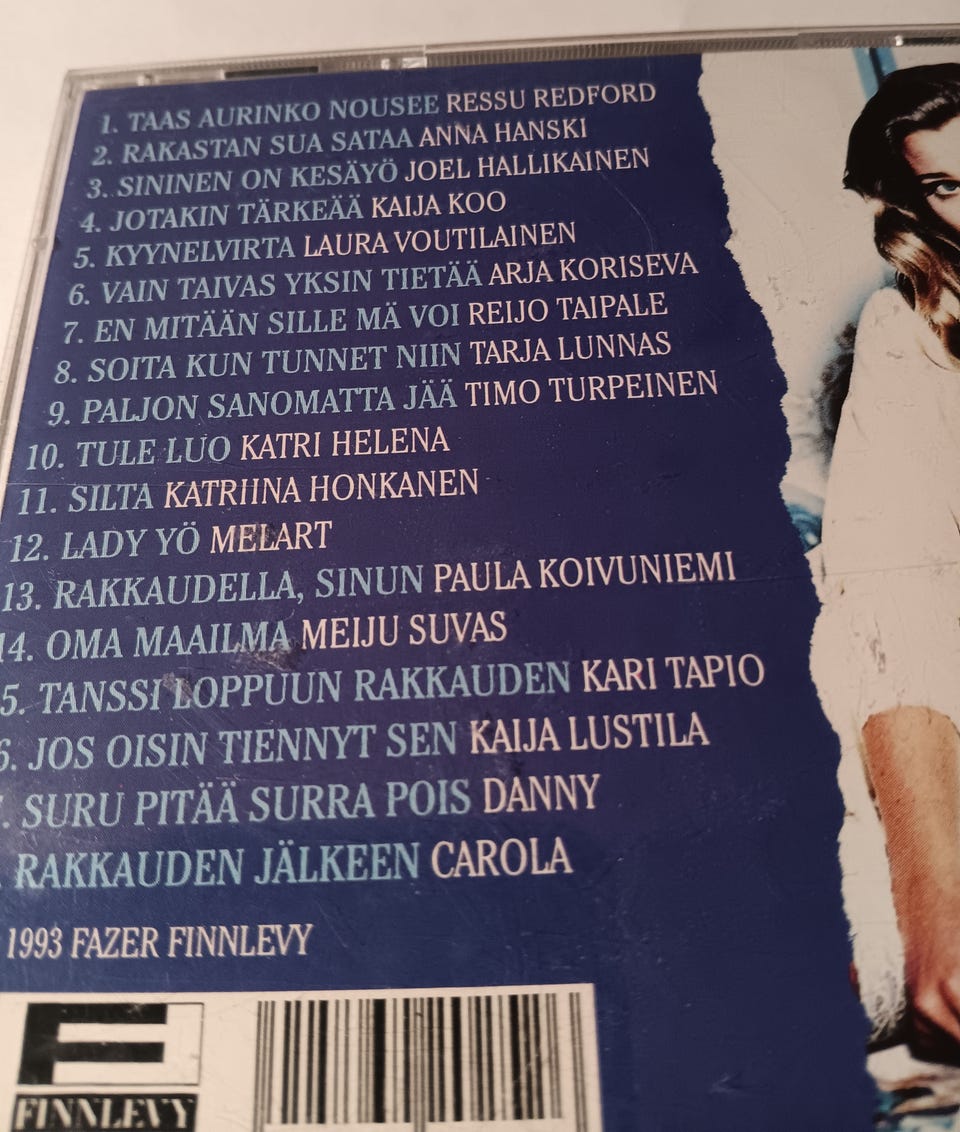 1. TAAS AURINKO NOUSEE RESSU REDFORD
2. RAKASTAN SUA SATAA ANNA HANSKI
3. SININEN ON KESÄYÖ JOEL HALLIKAINEN
4. JOTAKIN TÄRKEÄÄ KAIJA KOO
5. KYYNELVIRTA LAURA VOUTILAINEN
6. VAIN TAIVAS YKSIN TIETÄÄ ARJA KORISEVA
7. EN MITÄÄN SILLE MÄ VOI REIJO TAIPALE
8. SOITA KUN TUNNET NIIN TARJA LUNNAS
9. PALJON SANOMATTA JÄÄ TIMO TURPEINEN
10. TULE LUO KATRI HELENA
11. SILTA KATRIINA HONKANEN
12. LADY YÖ MELART
13. RAKKAUDELLA, SINUN PAULA KOIVUNIEMI
14. OMA MAAILMA MEIJU SUVAS
5. TANSSI LOPPUUN RAKKAUDEN KARI TAPIO
6. JOS OISIN TIENNYT SEN KAIJA LUSTILA
. SURU PITÄÄ SURRA POIS DANNY
. RAKKAUDEN JÄLKEEN CAROLA
1993 FAZER FINNLEVY
FINNLEVY